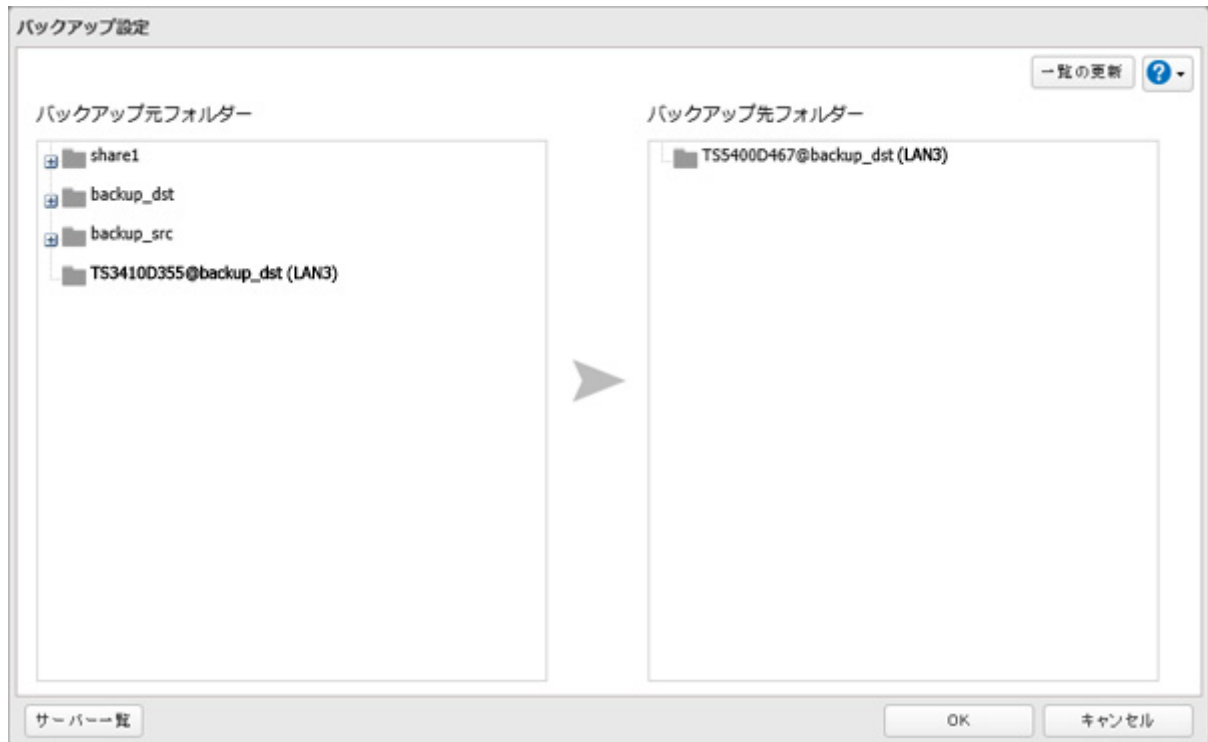 バックアップ設定
一覧の更新
バックアップ元フォルダー
バックアップ先フォルダー
share1
backup_dst
backup_src
TS3410D355@backup_dst (LAN3)
TS5400D467@backup_dst (LAN3)
サーバー一覧
OK
キャンセル